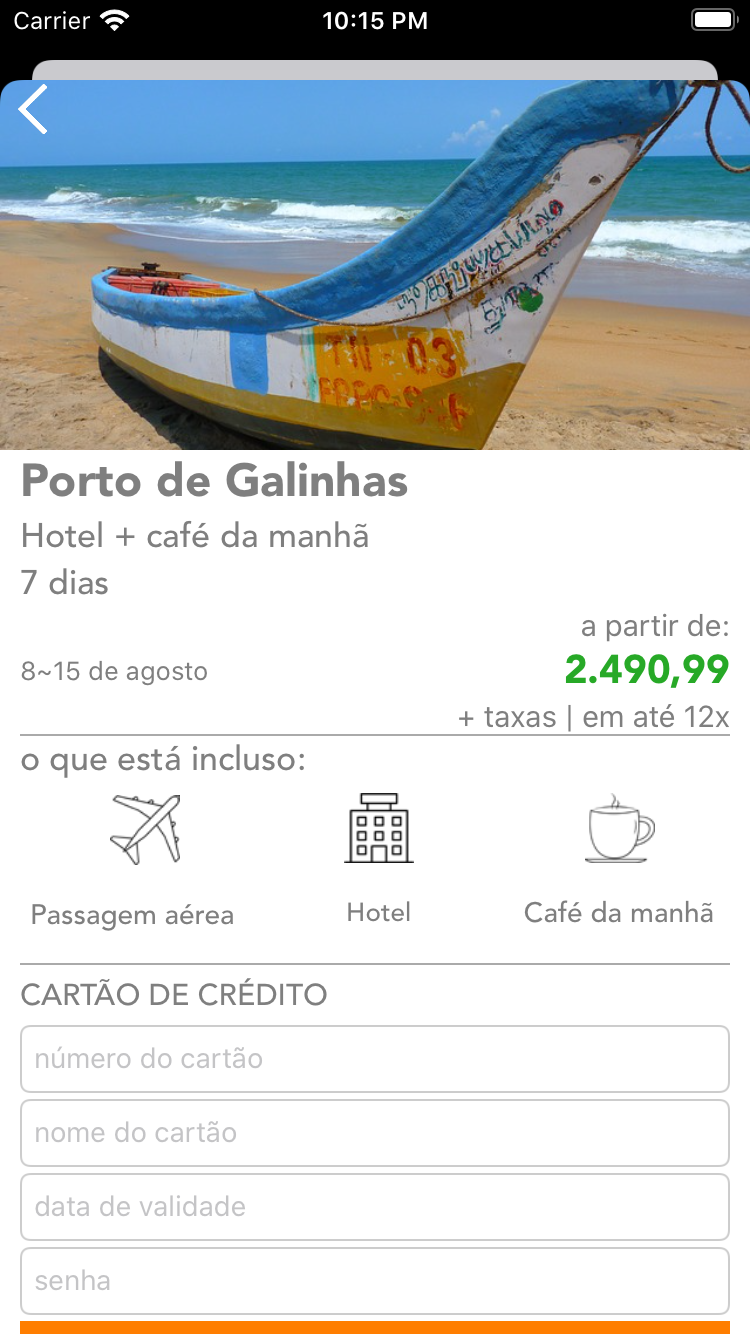 Carrier 10:15 PM
TN - 03
Porto de Galinhas
Hotel + café da manhã
7 dias
a partir de:
8~15 de agosto
2.490,99
+ taxas | em até 12x
o que está incluso:
Passagem aérea
Hotel
Café da manhã
CARTÃO DE CRÉDITO
número do cartão
nome do cartão
data de validade
senha